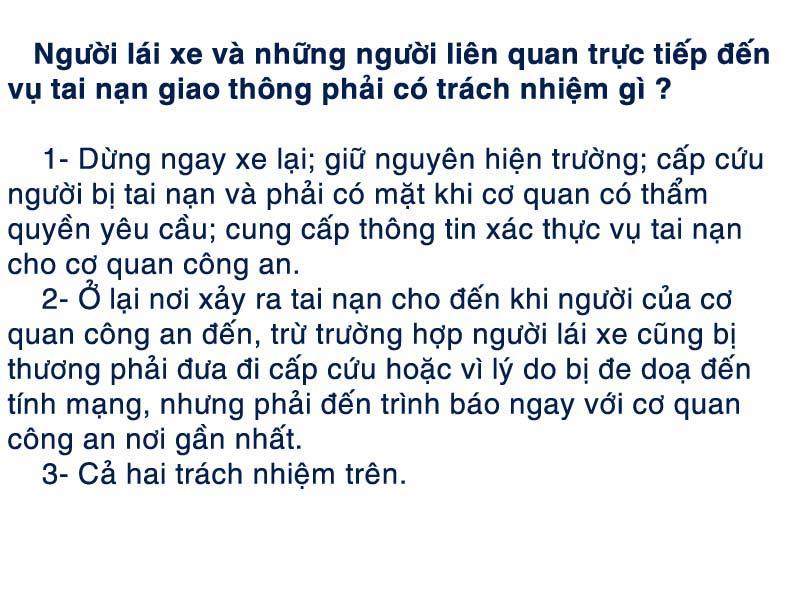 Người lái xe và những người liên quan trực tiếp đến
vụ tai nạn giao thông phải có trách nhiệm gì ?
1- Dừng ngay xe lại; giữ nguyên hiện trường; cấp cứu
người bị tai nạn và phải có mặt khi cơ quan có thẩm
quyền yêu cầu; cung cấp thông tin xác thực vụ tai nạn
cho cơ quan công an.
2- Ở lại nơi xảy ra tai nạn cho đến khi người của cơ
quan công an đến, trừ trường hợp người lái xe cũng bị
thương phải đưa đi cấp cứu hoặc vì lý do bị đe doạ đến
tính mạng, nhưng phải đến trình báo ngay với cơ quan
công an nơi gần nhất.
3- Cả hai trách nhiệm trên.